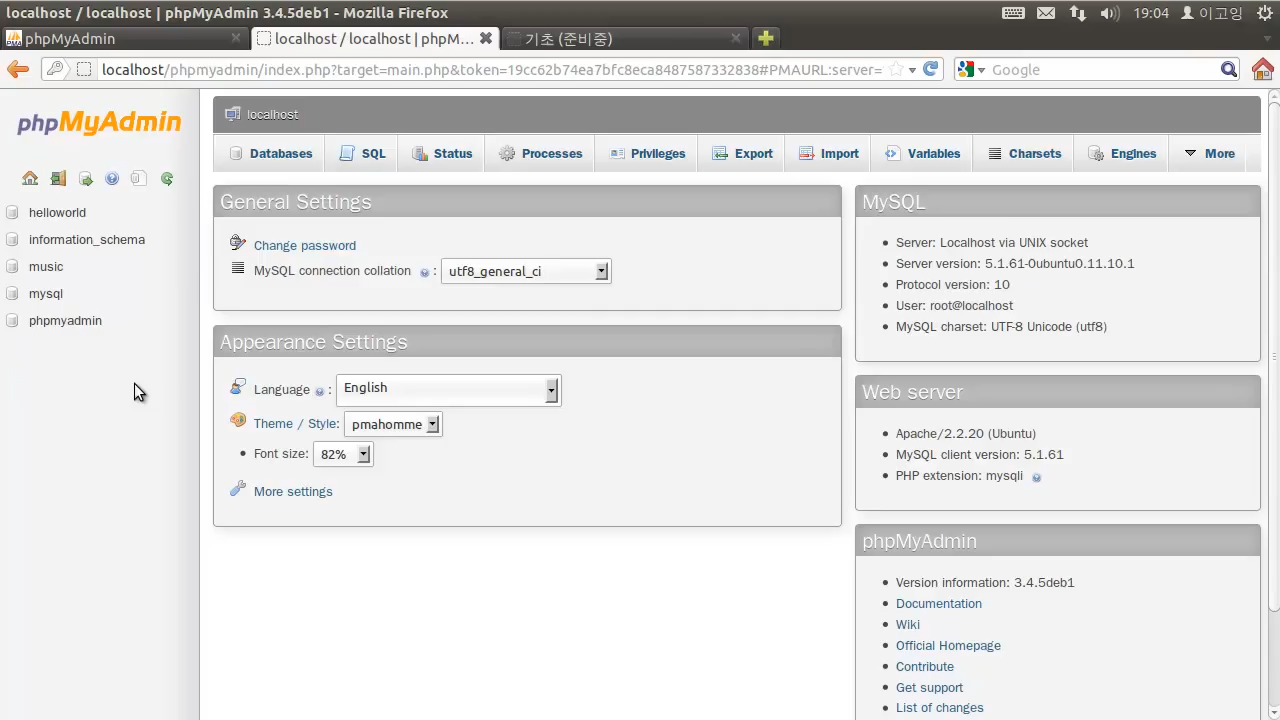 localhost / localhost | phpMyAdmin 3.4.5deb1 - Mozilla Firefox
19:04 이고잉
phpMyAdmin
localhost / localhost | phpM...
기초 (준비중)
localhost/phpmyadmin/index.php?target=main.php&token=19cc62b74ea7bfc8eca8487587332838#PMAURL:server=
Google
phpMyAdmin
helloworld
information_schema
music
mysql
phpmyadmin
localhost
Databases SQL Status Processes Privileges Export Import Variables Charsets Engines More
General Settings
Change password
MySQL connection collation : utf8_general_ci
Appearance Settings
Language : English
Theme / Style: pmahomme
Font size: 82%
More settings
MySQL
Server: Localhost via UNIX socket
Server version: 5.1.61-0ubuntu0.11.10.1
Protocol version: 10
User: root@localhost
MySQL charset: UTF-8 Unicode (utf8)
Web server
Apache/2.2.20 (Ubuntu)
MySQL client version: 5.1.61
PHP extension: mysqli
phpMyAdmin
Version information: 3.4.5deb1
Documentation
Wiki
Official Homepage
Contribute
Get support
List of changes